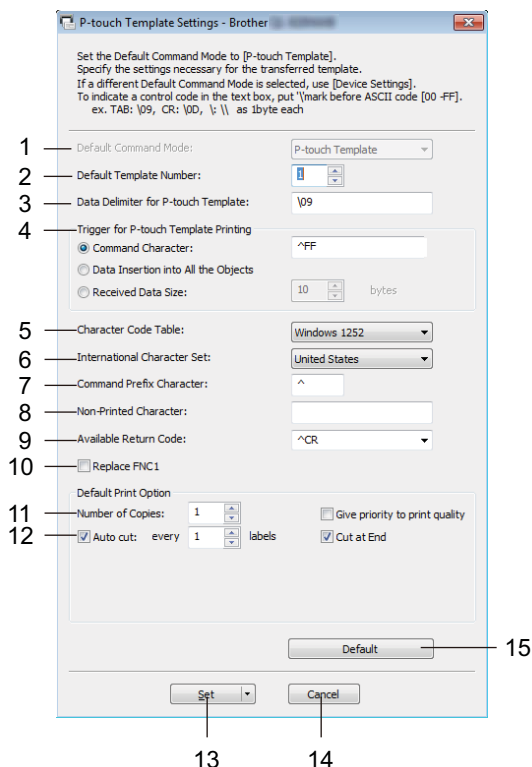 P-touch Template Settings - Brother
Set the Default Command Mode to [P-touch Template].
Specify the settings necessary for the transferred template.
If a different Default Command Mode is selected, use [Device Settings].
To indicate a control code in the text box, put '\'mark before ASCII code [00 -FF].
ex. TAB: \09, CR: \0D, \: \\ as 1byte each
1 Default Command Mode: P-touch Template
2 Default Template Number: 1
3 Data Delimiter for P-touch Template: \09
4 Trigger for P-touch Template Printing
Command Character: ^FF
Data Insertion into All the Objects
Received Data Size: 10 bytes
5 Character Code Table: Windows 1252
6 International Character Set: United States
7 Command Prefix Character: ^
8 Non-Printed Character:
9 Available Return Code: ^CR
10 Replace FNC1
Default Print Option
11 Number of Copies: 1 Give priority to print quality
12 Auto cut: every 1 labels Cut at End
Default 15
Set Cancel
13 14